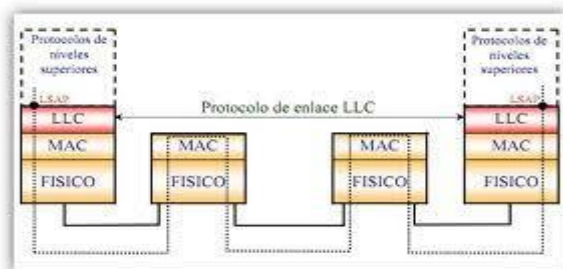 Protocolos de
niveles
superiores
Protocolos de
niveles
superiores
LSAP
LSAP
Protocolo de enlace LLC
LLC
LLC
MAC
MAC
MAC
MAC
FISICO
FISICO
FISICO
FISICO